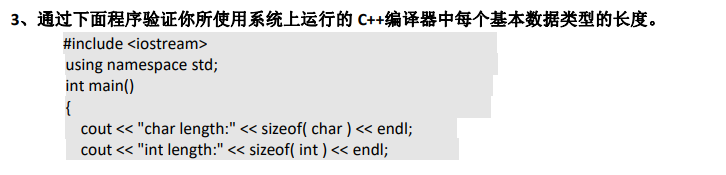 3、通过下面程序验证你所使用系统上运行的 C++编译器中每个基本数据类型的长度。
#include <iostream>
using namespace std;
int main()
{
cout << "char length:" << sizeof( char ) << endl;
cout << "int length:" << sizeof( int ) << endl;